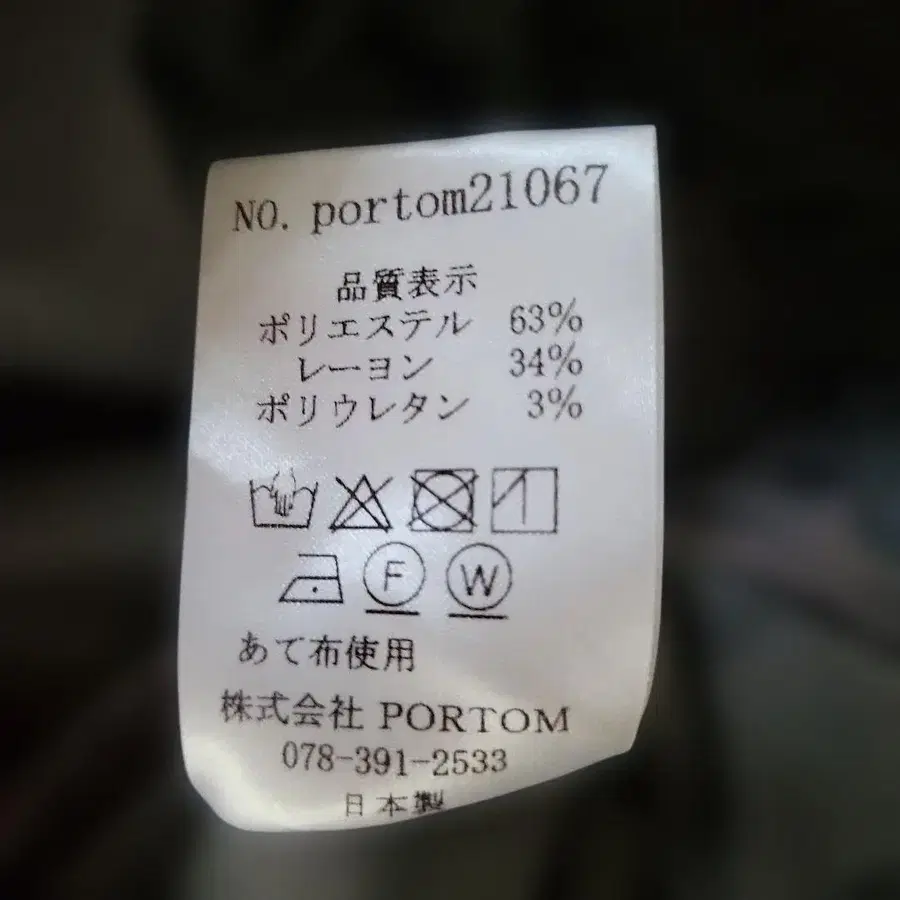 NO. portom21067
品質表示
ポリエステル 63%
レーヨン 34%
ポリウレタン 3%
F W
あて布使用
株式会社 PORTOM
078-391-2533
日本製